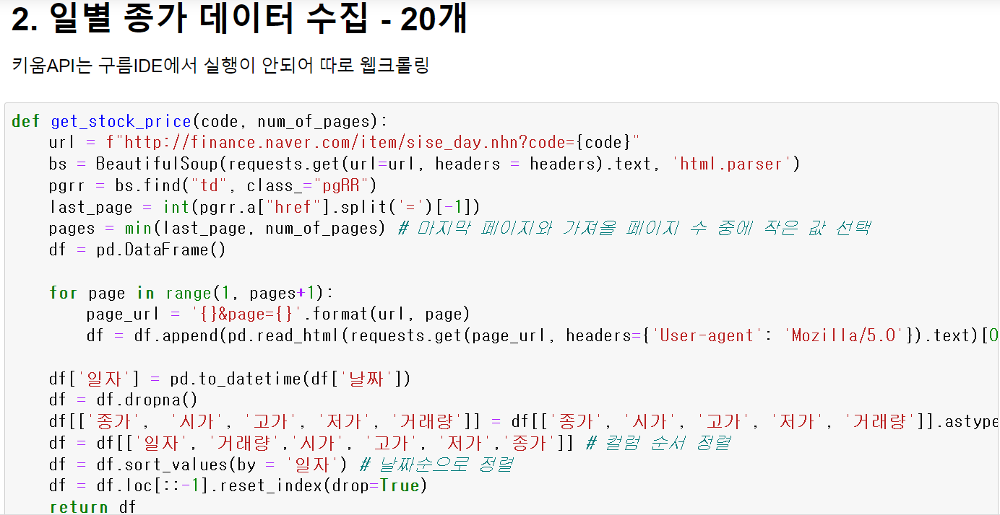 2. 일별 종가 데이터 수집 - 20개
키움API는 구름IDE에서 실행이 안되어 따로 웹크롤링
def get_stock_price(code, num_of_pages):
    url = f"http://finance.naver.com/item/sise_day.nhn?code={code}"
    bs = BeautifulSoup(requests.get(url=url, headers = headers).text, 'html.parser')
    pgrr = bs.find("td", class_="pgRR")
    last_page = int(pgrr.a["href"].split('=')[-1])
    pages = min(last_page, num_of_pages) # 마지막 페이지와 가져올 페이지 수 중에 작은 값 선택
    df = pd.DataFrame()
    for page in range(1, pages+1):
        page_url = '{}&page={}'.format(url, page)
        df = df.append(pd.read_html(requests.get(page_url, headers={'User-agent': 'Mozilla/5.0'}).text)[0
    df['일자'] = pd.to_datetime(df['날짜'])
    df = df.dropna()
    df[['종가',  '시가', '고가', '저가', '거래량']] = df[['종가', '시가', '고가', '저가', '거래량']].astype
    df = df[['일자', '거래량','시가', '고가', '저가','종가']] # 컬럼 순서 정렬
    df = df.sort_values(by = '일자') # 날짜순으로 정렬
    df = df.loc[::-1].reset_index(drop=True)
    return df